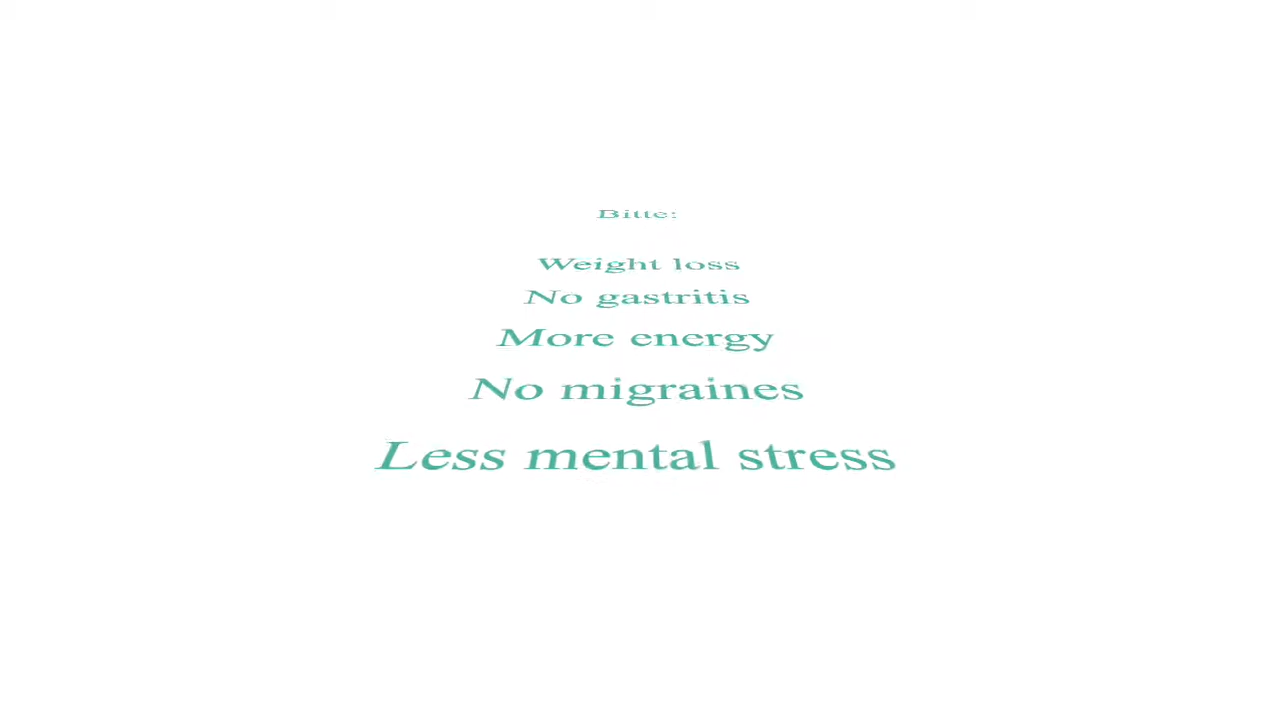 Bitte:
Weight loss
No gastritis
More energy
No migraines
Less mental stress